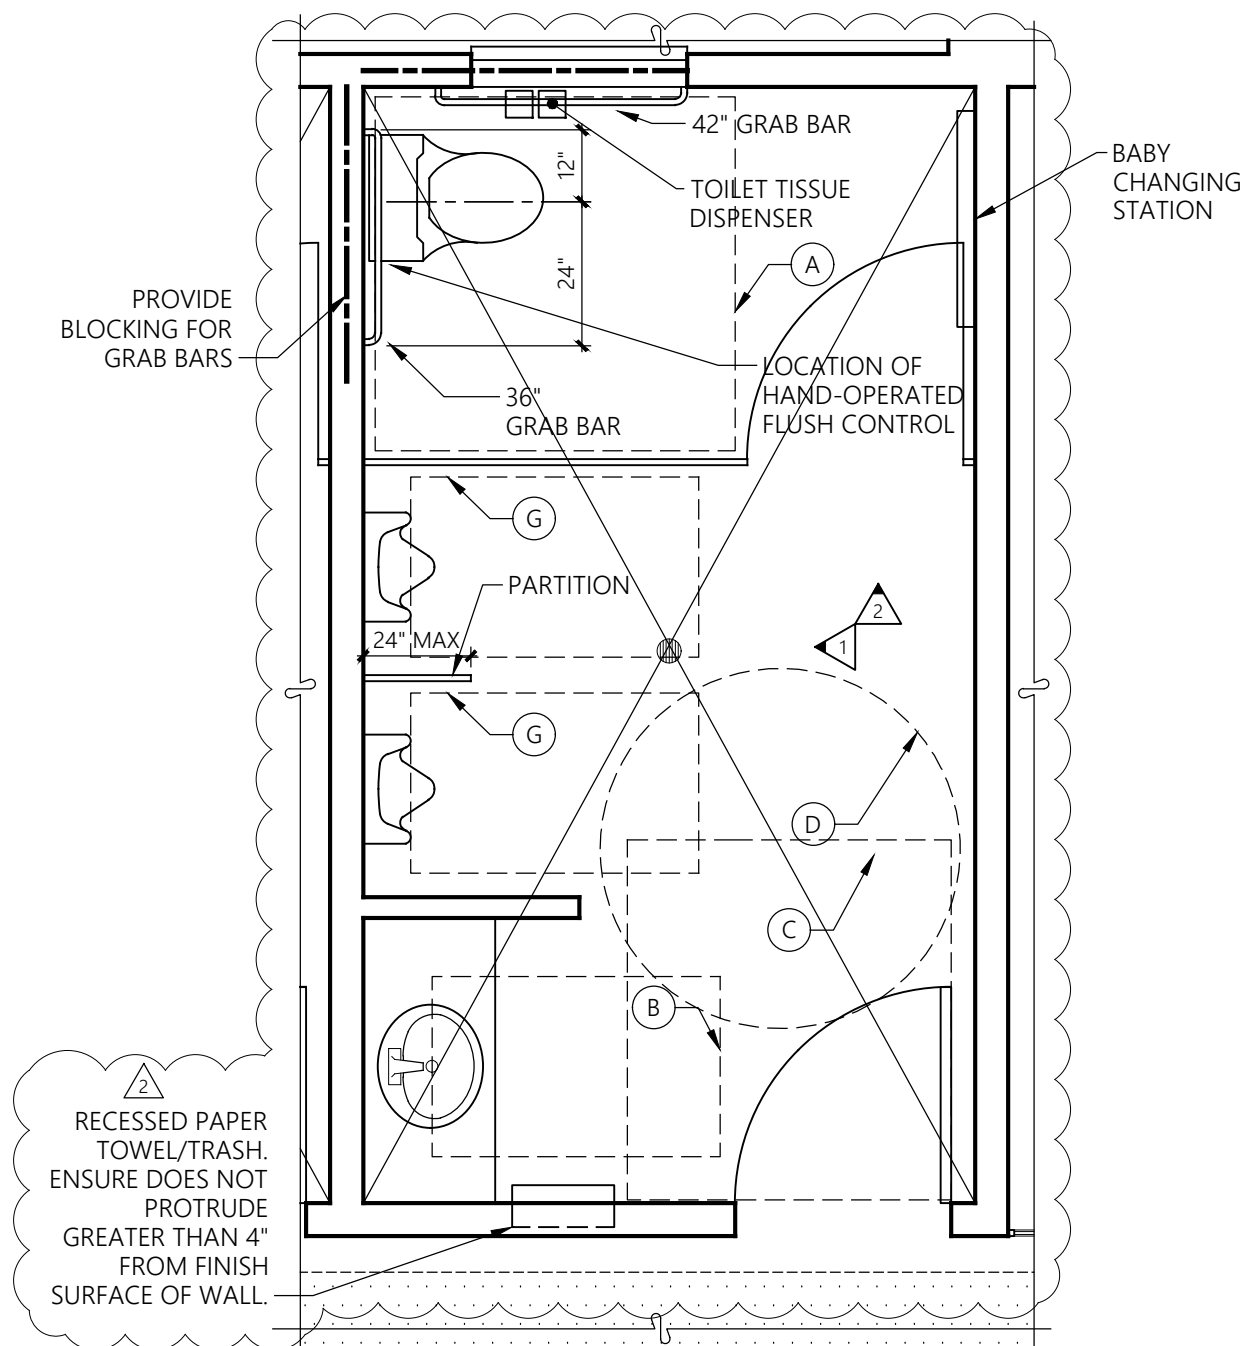 42" GRAB BAR
12"
TOILET TISSUE
DISPENSER
BABY
CHANGING
STATION
A
24"
PROVIDE
BLOCKING FOR
GRAB BARS
LOCATION OF
HAND-OPERATED
FLUSH CONTROL
36"
GRAB BAR
G
PARTITION
2
1
24" MAX
G
D
C
B
2
RECESSED PAPER
TOWEL/TRASH.
ENSURE DOES NOT
PROTRUDE
GREATER THAN 4"
FROM FINISH
SURFACE OF WALL.